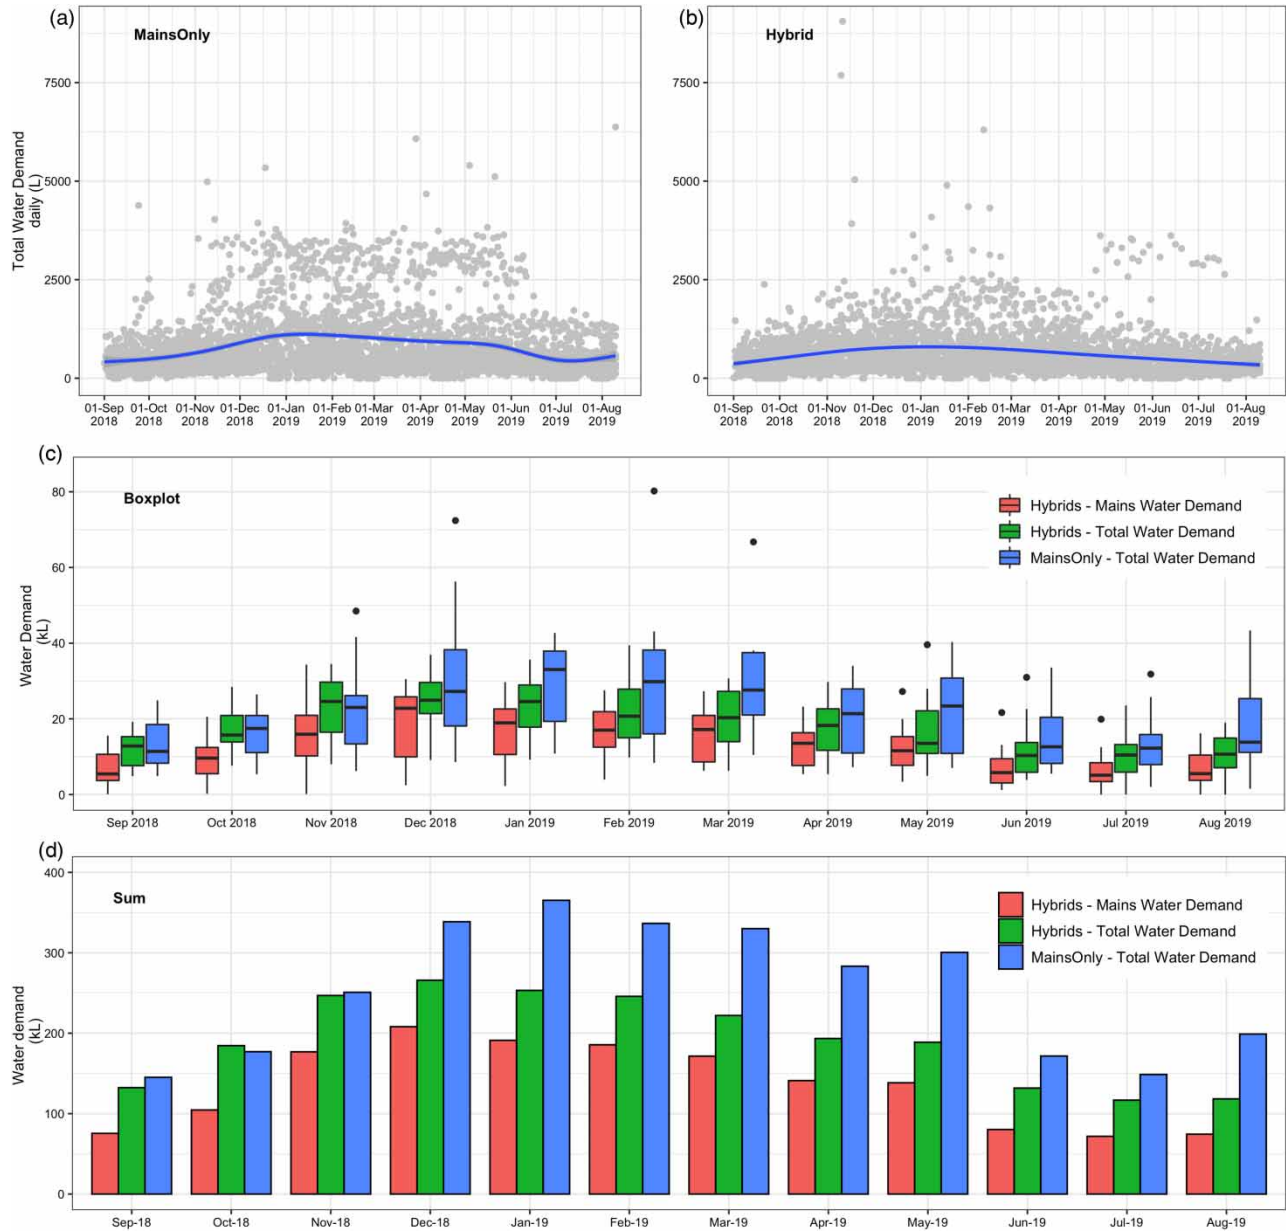 (a)
MainsOnly
(b)
Hybrid
Total Water Demand
daily (L)
7500
5000
2500
0
7500
5000
2500
0
01-Sep 01-Oct 01-Nov 01-Dec 01-Jan 01-Feb 01-Mar 01-Apr 01-May 01-Jun 01-Jul 01-Aug
2018 2018 2018 2018 2019 2019 2019 2019 2019 2019 2019 2019
01-Sep 01-Oct 01-Nov 01-Dec 01-Jan 01-Feb 01-Mar 01-Apr 01-May 01-Jun 01-Jul 01-Aug
2018 2018 2018 2018 2019 2019 2019 2019 2019 2019 2019 2019
(c)
Boxplot
Water Demand
(kL)
80
60
40
20
0
Hybrids - Mains Water Demand
Hybrids - Total Water Demand
MainsOnly - Total Water Demand
Sep 2018 Oct 2018 Nov 2018 Dec 2018 Jan 2019 Feb 2019 Mar 2019 Apr 2019 May 2019 Jun 2019 Jul 2019 Aug 2019
(d)
Sum
Water demand
(kL)
400
300
200
100
0
Hybrids - Mains Water Demand
Hybrids - Total Water Demand
MainsOnly - Total Water Demand
Sep-18 Oct-18 Nov-18 Dec-18 Jan-19 Feb-19 Mar-19 Apr-19 May-19 Jun-19 Jul-19 Aug-19